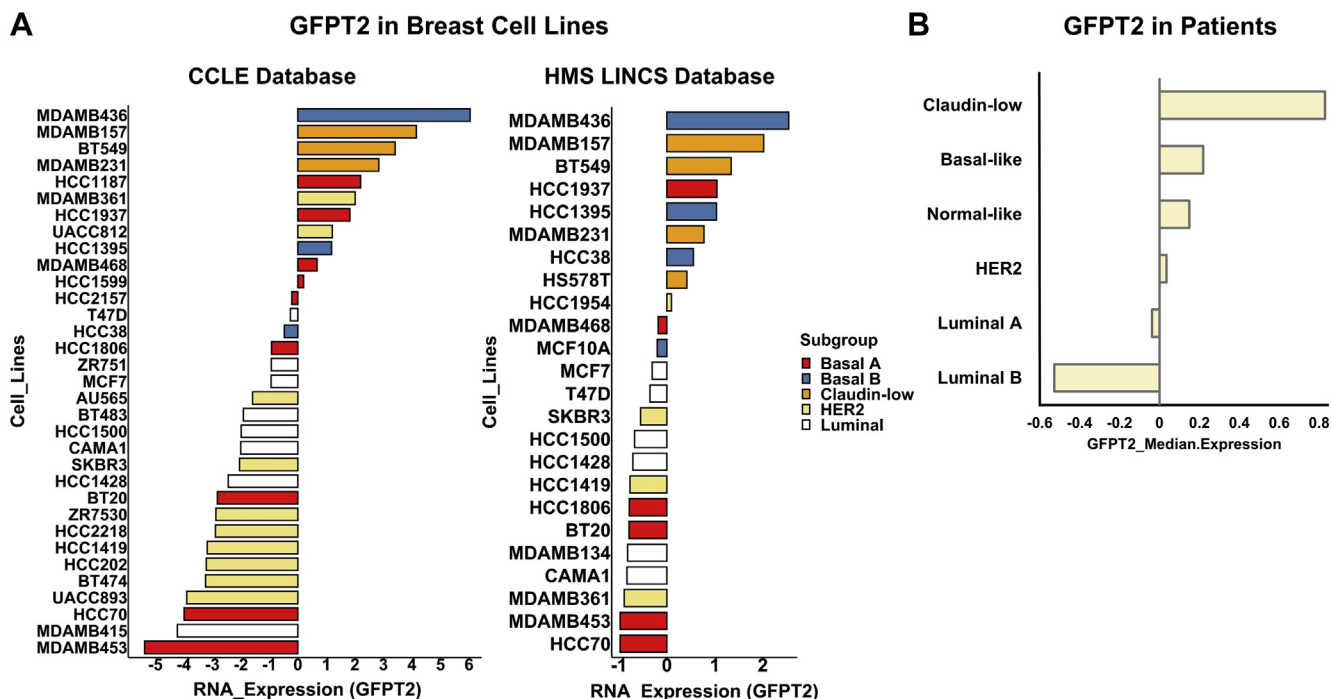 A
GFPT2 in Breast Cell Lines
CCLE Database
Cell_Lines
MDAMB436
MDAMB157
BT549
MDAMB231
HCC1187
MDAMB361
HCC1937
UACC812
HCC1395
MDAMB468
HCC1599
HCC2157
T47D
HCC38
HCC1806
ZR751
MCF7
AU565
BT483
HCC1500
CAMA1
SKBR3
HCC1428
BT20
ZR7530
HCC2218
HCC1419
HCC202
BT474
UACC893
HCC70
MDAMB415
MDAMB453
-5 -4 -3 -2 -1 0 1 2 3 4 5 6
RNA_Expression (GFPT2)
HMS LINCS Database
Cell_Lines
MDAMB436
MDAMB157
BT549
HCC1937
HCC1395
MDAMB231
HCC38
HS578T
HCC1954
MDAMB468
MCF10A
MCF7
T47D
SKBR3
HCC1500
HCC1428
HCC1419
HCC1806
BT20
MDAMB134
CAMA1
MDAMB361
MDAMB453
HCC70
-1 0 1 2
RNA_Expression (GFPT2)
Subgroup
Basal A
Basal B
Claudin-low
HER2
Luminal
B
GFPT2 in Patients
Claudin-low
Basal-like
Normal-like
HER2
Luminal A
Luminal B
-0.6 -0.4 -0.2 0 0.2 0.4 0.6 0.8
GFPT2_Median.Expression